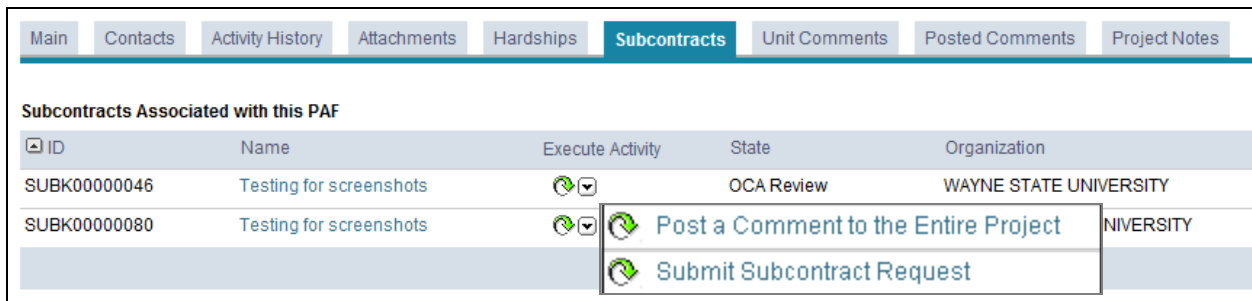 Main Contacts Activity History Attachments Hardships Subcontracts Unit Comments Posted Comments Project Notes
Subcontracts Associated with this PAF
ID Name Execute Activity State Organization
SUBK00000046 Testing for screenshots OCA Review WAYNE STATE UNIVERSITY
SUBK00000080 Testing for screenshots Post a Comment to the Entire Project NIVERSITY
Submit Subcontract Request